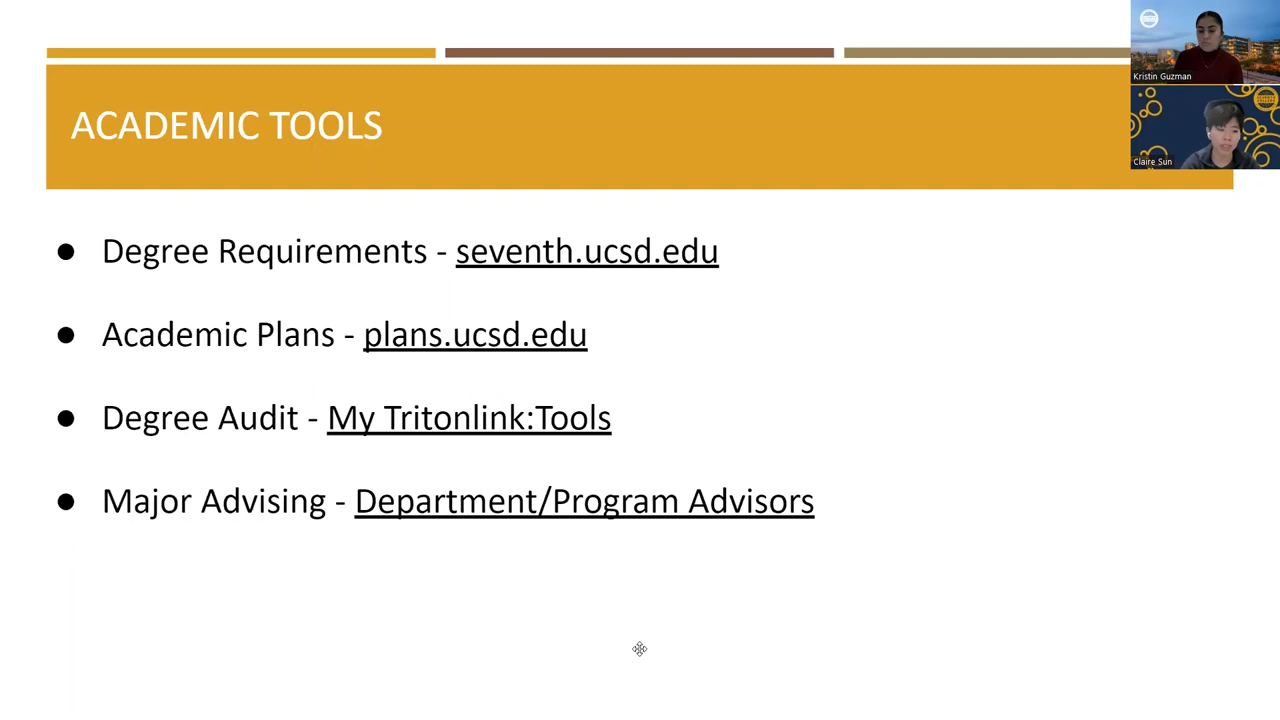 ACADEMIC TOOLS
Kristin Guzman
Claire Sun
● Degree Requirements - seventh.ucsd.edu
● Academic Plans - plans.ucsd.edu
● Degree Audit - My Tritonlink:Tools
● Major Advising - Department/Program Advisors